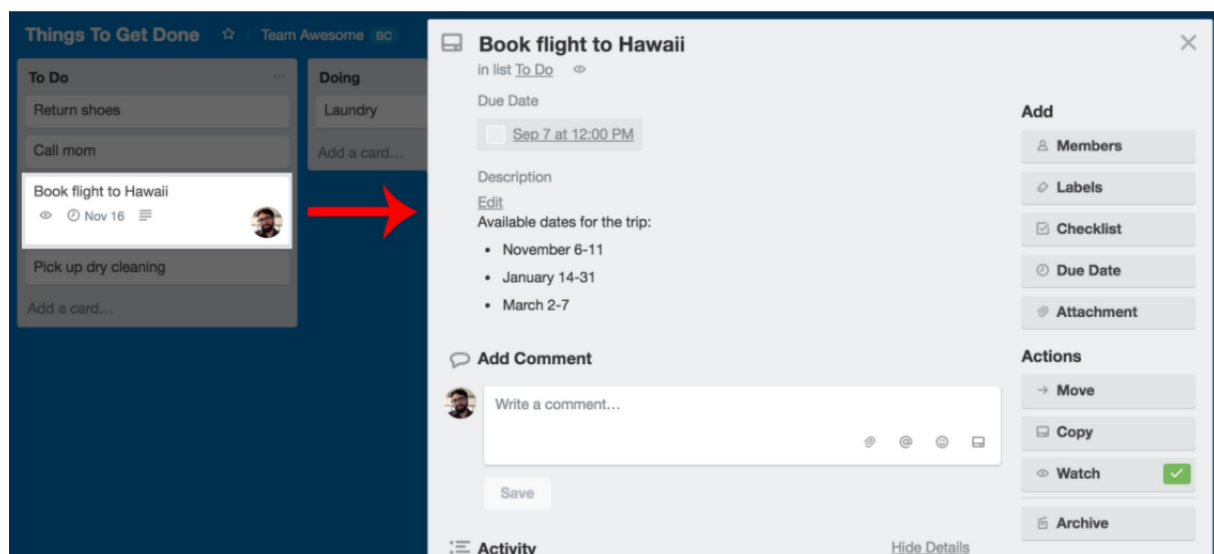 Things To Get Done Team Awesome BC
To Do ...
Return shoes
Call mom
Book flight to Hawaii
Nov 16
Pick up dry cleaning
Add a card...
Doing
Laundry
Add a card...
Book flight to Hawaii
in list To Do
Due Date
Sep 7 at 12:00 PM
Description
Edit
Available dates for the trip:
• November 6-11
• January 14-31
• March 2-7
Add Comment
Write a comment...
@
Save
Activity Hide Details
Add
Members
Labels
Checklist
Due Date
Attachment
Actions
Move
Copy
Watch
Archive